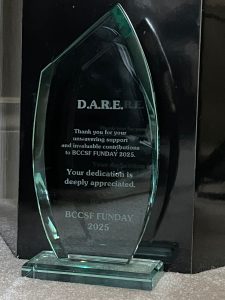 D.A.R.E.
Thank you for your
unwavering support
and invaluable contributions
to BCCSF FUNDAY 2025.
Your dedication is
deeply appreciated.
BCCSF FUNDAY
2025